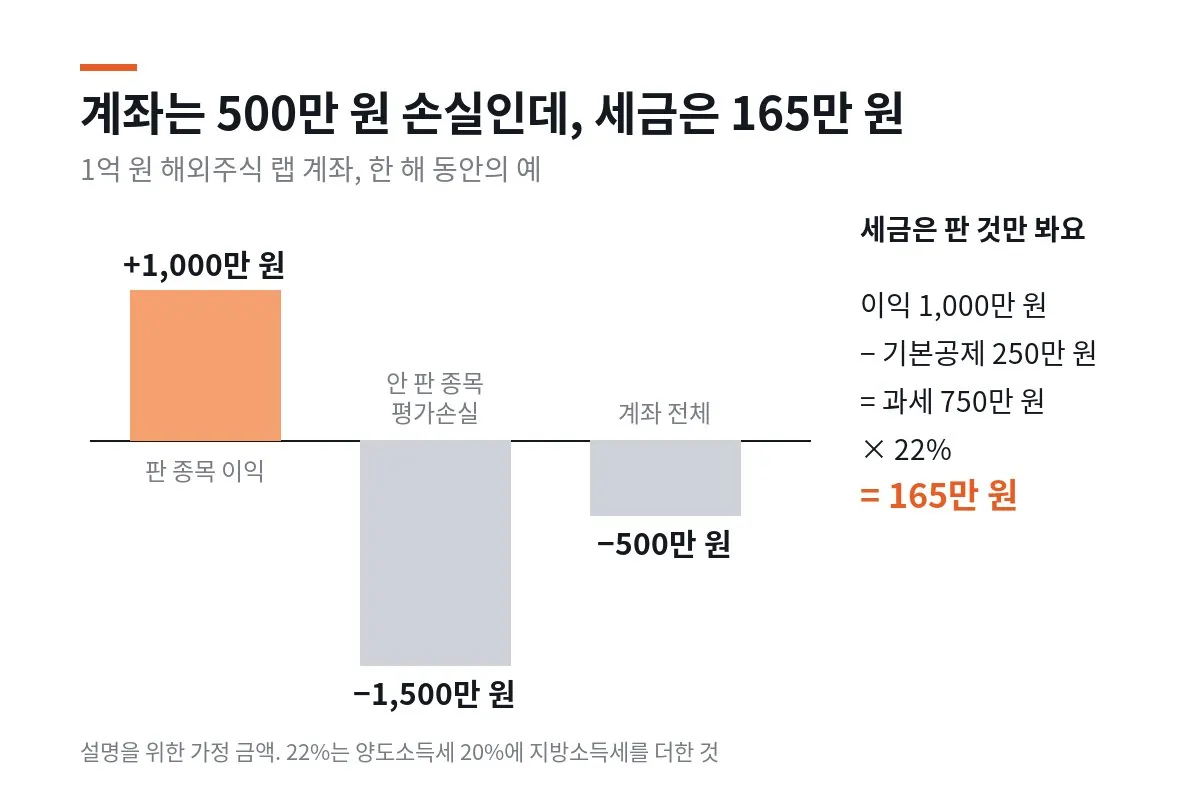 계좌는 500만 원 손실인데, 세금은 165만 원
1억 원 해외주식 랩 계좌, 한 해 동안의 예
+1,000만 원
판 종목 이익
안 판 종목
평가손실
−1,500만 원
계좌 전체
−500만 원
세금은 판 것만 봐요
이익 1,000만 원
− 기본공제 250만 원
= 과세 750만 원
× 22%
= 165만 원
설명을 위한 가정 금액. 22%는 양도소득세 20%에 지방소득세를 더한 것